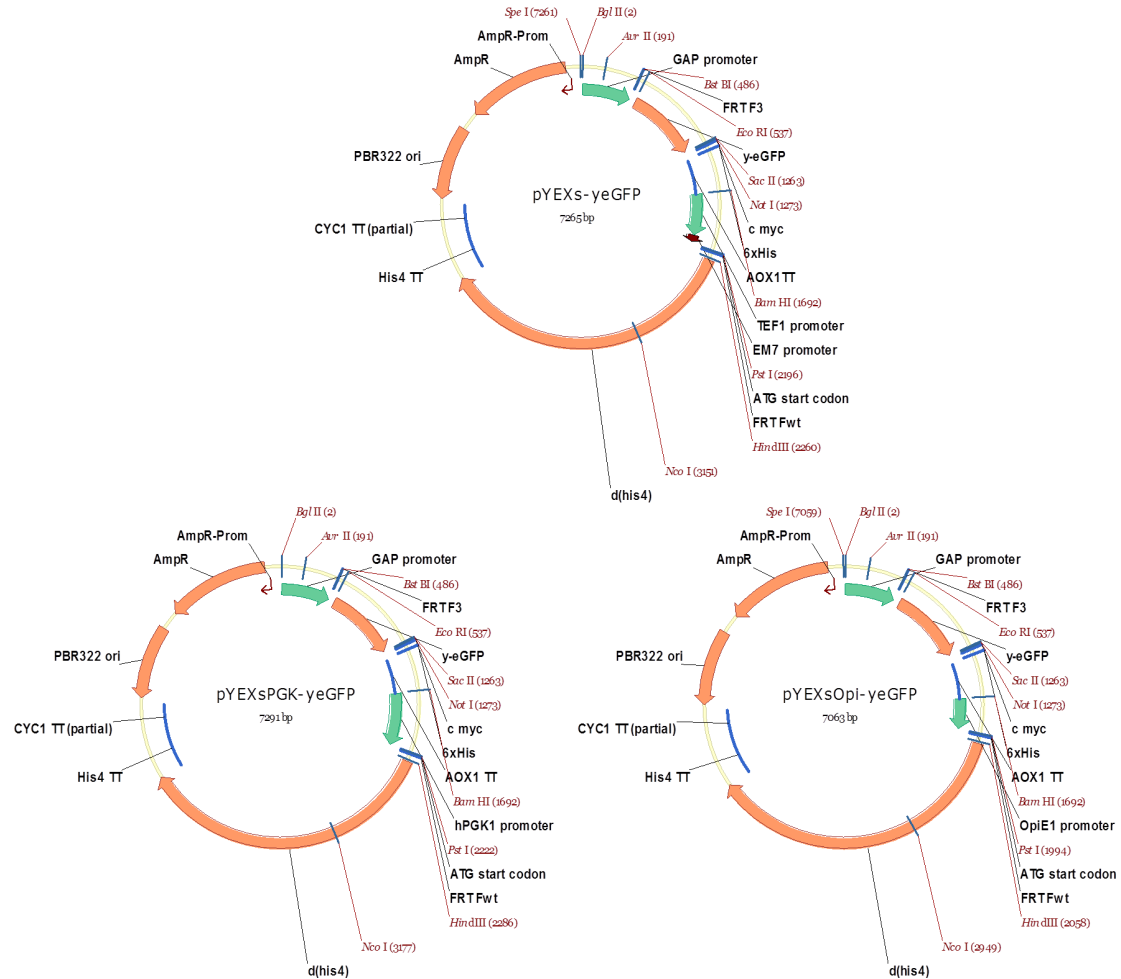 Spe I (7261)
Bgl II (2)
Avr II (191)
AmpR-Prom
GAP promoter
AmpR
Bst BI (486)
FRTF3
Eco RI (537)
PBR322 ori
y-eGFP
Sac II (1263)
pYEXs-yeGFP
Not I (1273)
7265 bp
CYC1 TT(partial)
c myc
6xHis
His4 TT
AOX1TT
Bam HI (1692)
TEF1 promoter
EM7 promoter
Pst I (2196)
ATG start codon
FRTFwt
Hin dIII (2260)
Nco I (3151)
d(his4)
Bgl II (2)
AmpR-Prom
Avr II (191)
AmpR
GAP promoter
Bst BI (486)
FRTF3
Eco RI (537)
PBR322 ori
y-eGFP
Sac II (1263)
pYEXsPGK-yeGFP
Not I (1273)
7291 bp
CYC1 TT(partial)
c myc
6xHis
His4 TT
AOX1 TT
Bam HI (1692)
hPGK1 promoter
Pst I (2222)
ATG start codon
FRTFwt
Hin dIII (2286)
Nco I (3177)
d(his4)
Spe I (7059)
Bgl II (2)
AmpR-Prom
Avr II (191)
AmpR
GAP promoter
Bst BI (486)
FRTF3
Eco RI (537)
PBR322 ori
y-eGFP
Sac II (1263)
pYEXsOpi-yeGFP
Not I (1273)
7063 bp
CYC1 TT(partial)
c myc
6xHis
His4 TT
AOX1 TT
Bam HI (1692)
OpiE1 promoter
Pst I (1994)
ATG start codon
FRTFwt
Hin dIII (2058)
Nco I (2949)
d(his4)